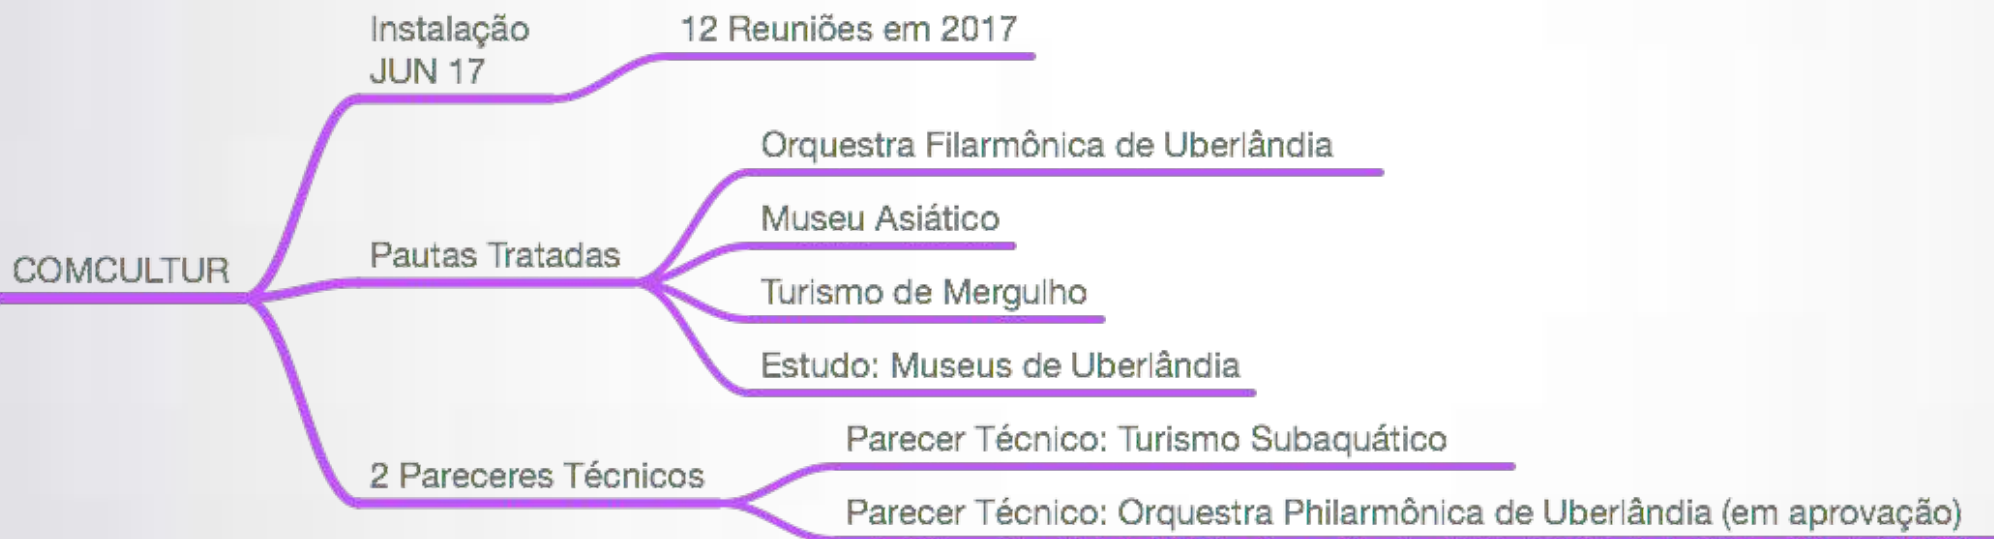 COMCULTUR
Instalação
JUN 17
12 Reuniões em 2017
Pautas Tratadas
Orquestra Filarmônica de Uberlândia
Museu Asiático
Turismo de Mergulho
Estudo: Museus de Uberlândia
2 Pareceres Técnicos
Parecer Técnico: Turismo Subaquático
Parecer Técnico: Orquestra Philarmônica de Uberlândia (em aprovação)